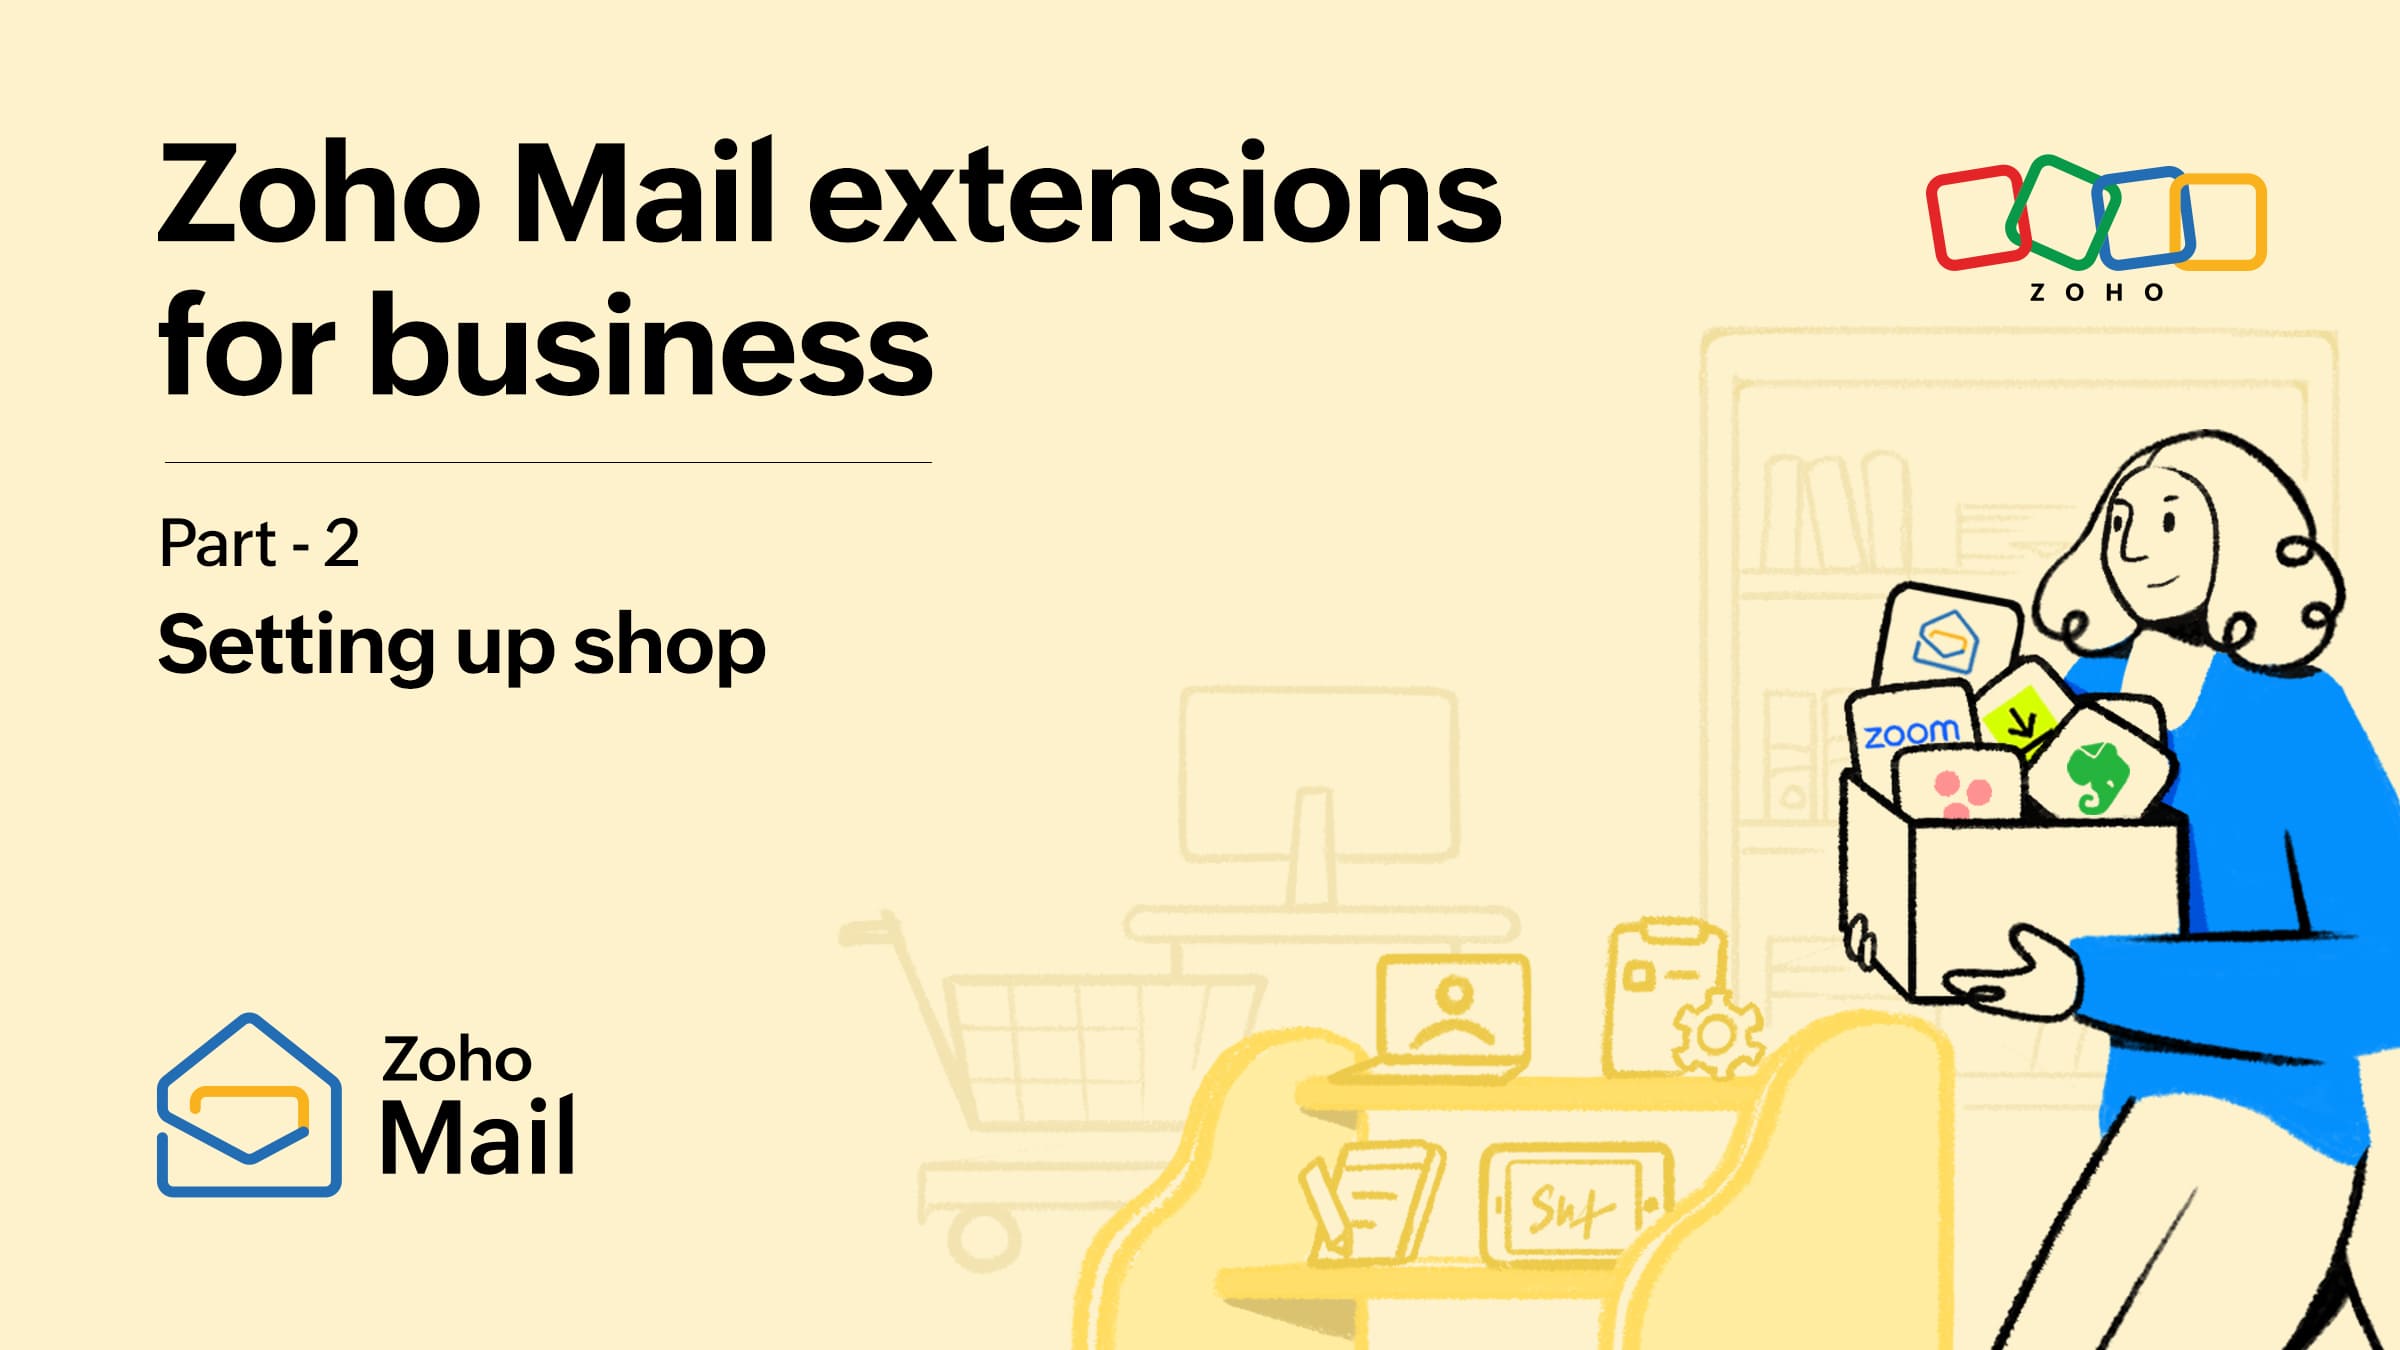 Zoho Mail extensions
for business
ZOHO
Part - 2
Setting up shop
zoom
Zoho
Mail